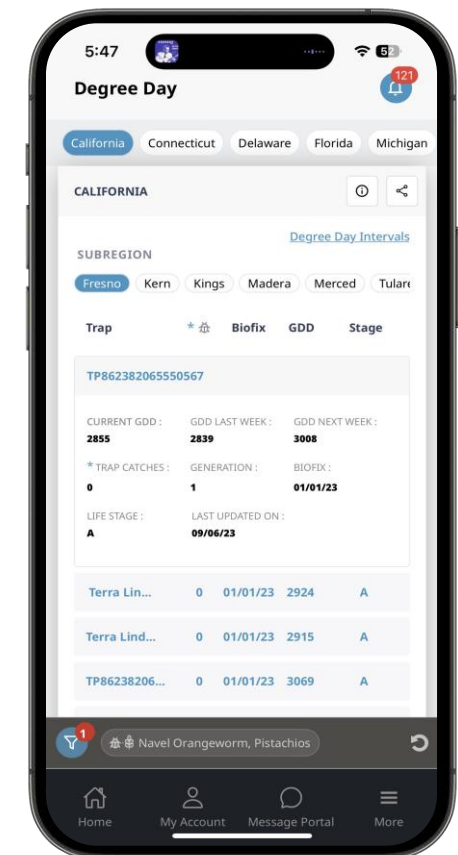 5:47
52
Degree Day
121
California Connecticut Delaware Florida Michigan
CALIFORNIA
Degree Day Intervals
SUBREGION
Fresno Kern Kings Madera Merced Tulare
Trap * Biofix GDD Stage
TP862382065550567
CURRENT GDD : GDD LAST WEEK : GDD NEXT WEEK :
2855 2839 3008
* TRAP CATCHES : GENERATION : BIOFIX :
0 1 01/01/23
LIFE STAGE : LAST UPDATED ON :
A 09/06/23
Terra Lin... 0 01/01/23 2924 A
Terra Lind... 0 01/01/23 2915 A
TP86238206... 0 01/01/23 3069 A
1
Navel Orangeworm, Pistachios
Home My Account Message Portal More